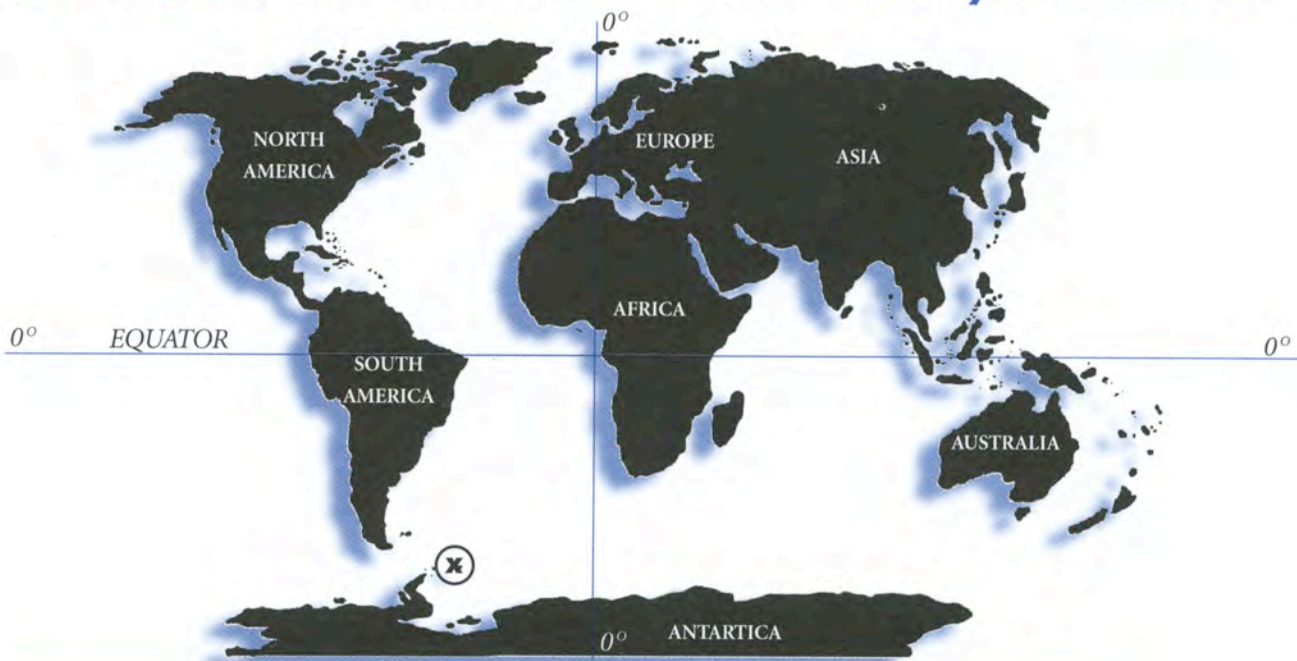 0°
NORTH
AMERICA
EUROPE
ASIA
AFRICA
0°
EQUATOR
0°
SOUTH
AMERICA
AUSTRALIA
X
0°
ANTARTICA